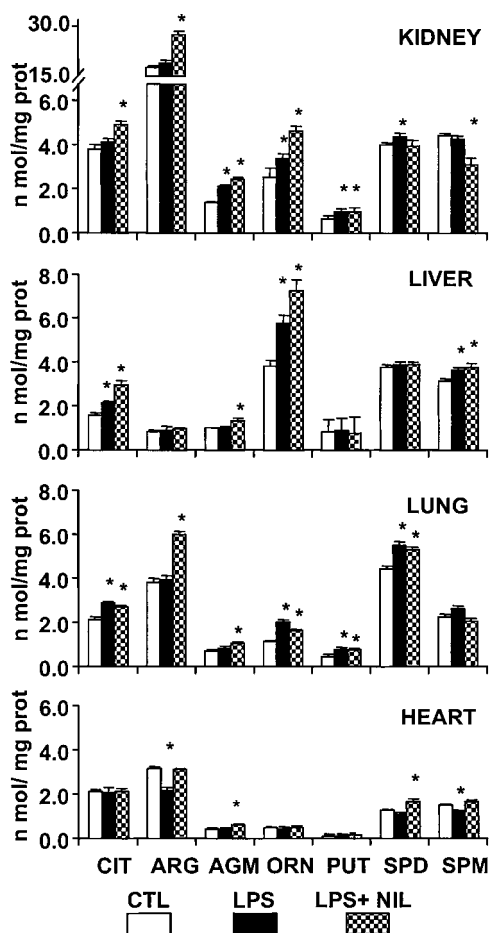 30.0
KIDNEY
15.0
6.0
4.0
2.0
0.0
n mol/mg prot
* * * * * * * * * *
LIVER
8.0
6.0
4.0
2.0
0.0
n mol/mg prot
* * * * * * *
LUNG
8.0
6.0
4.0
2.0
0.0
n mol/mg prot
* * * * * * * * * *
HEART
6.0
4.0
2.0
0.0
n mol/ mg prot
* * * *
CIT ARG AGM ORN PUT SPD SPM
CTL LPS LPS+ NIL